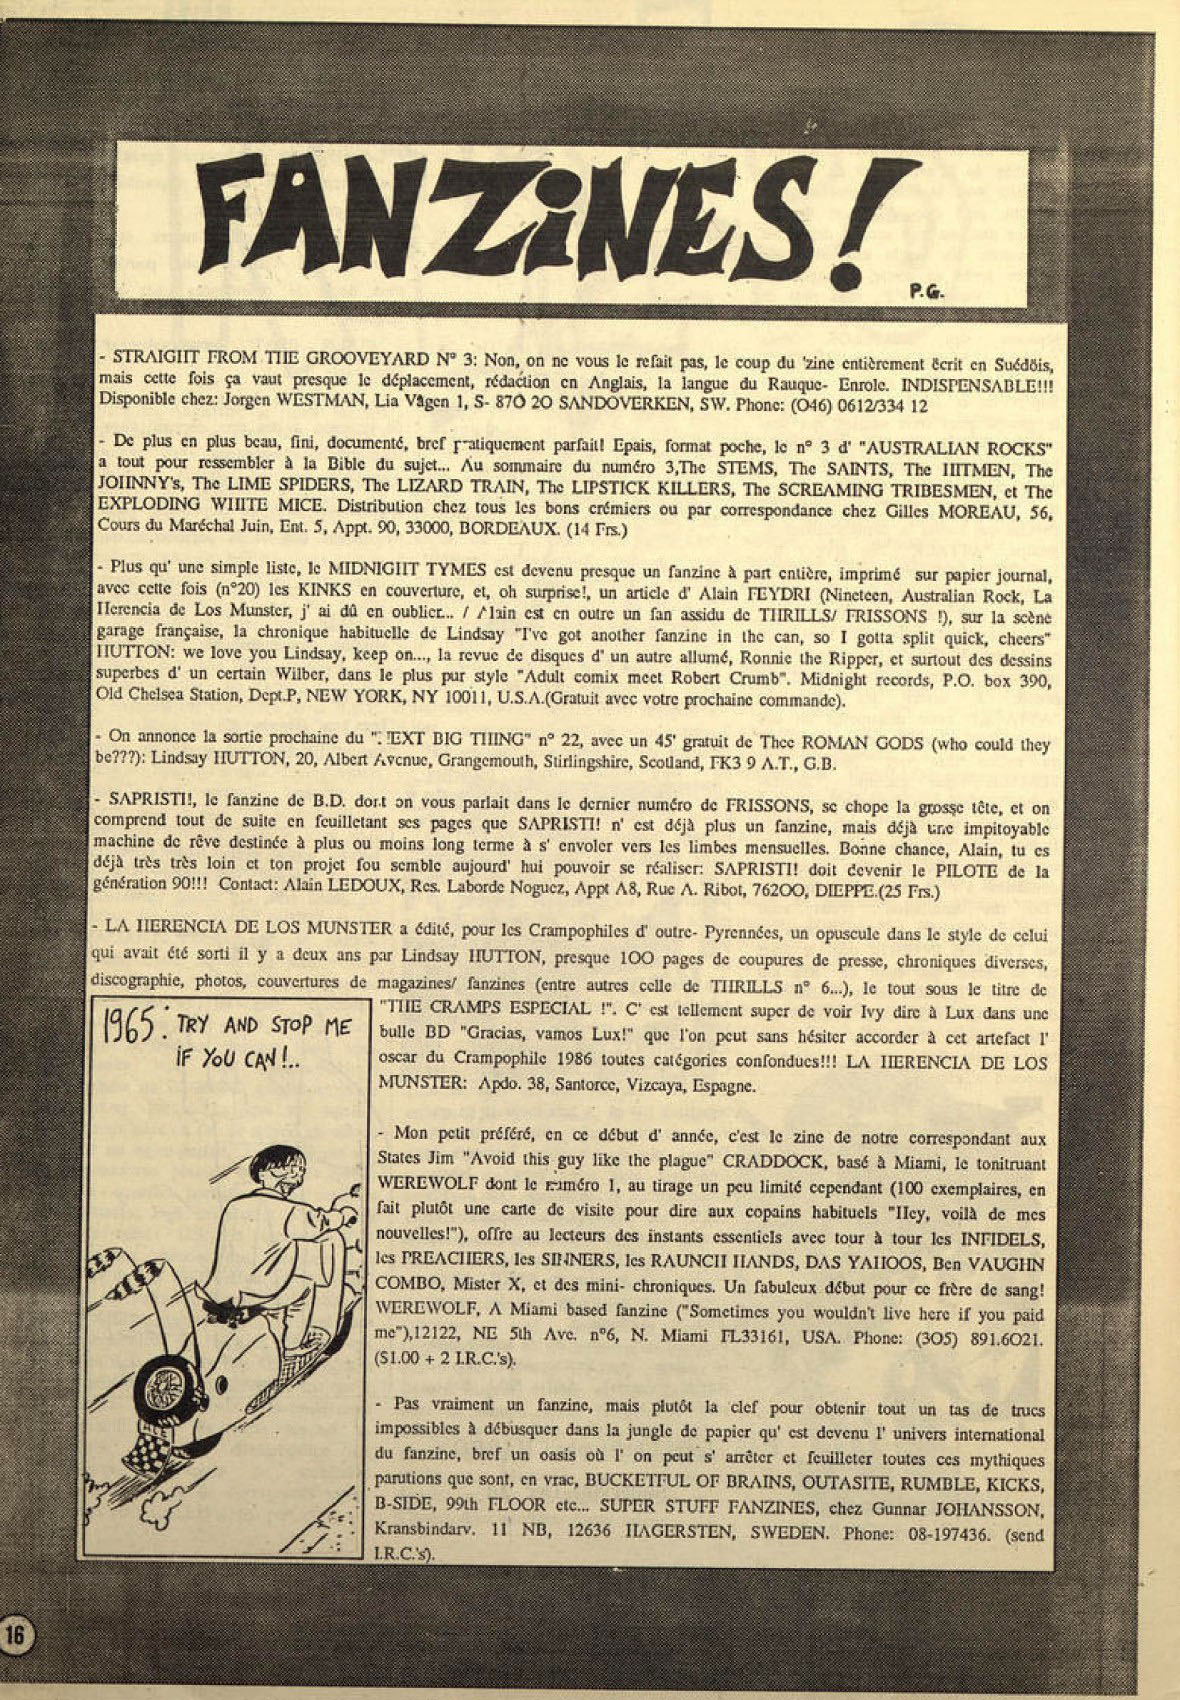 FANZiNES!
P.G.
- STRAIGHT FROM THE GROOVEYARD N° 3: Non, on ne vous le refait pas, le coup du 'zine entièrement ëcrit en Suédöis,
mais cette fois ça vaut presque le déplacement, rédaction en Anglais, la langue du Rauque- Enrole. INDISPENSABLE!!!
Disponible chez: Jorgen WESTMAN, Lia Vågen 1, S- 870 20 SANDOVERKEN, SW. Phone: (046) 0612/334 12
- De plus en plus beau, fini, documenté, bref pratiquement parfait! Epais, format poche, le n° 3 d' "AUSTRALIAN ROCKS"
a tout pour ressembler à la Bible du sujet... Au sommaire du numéro 3,The STEMS, The SAINTS, The HITMEN, The
JOHNNY's, The LIME SPIDERS, The LIZARD TRAIN, The LIPSTICK KILLERS, The SCREAMING TRIBESMEN, et The
EXPLODING WHITE MICE. Distribution chez tous les bons crémiers ou par correspondance chez Gilles MOREAU, 56,
Cours du Maréchal Juin, Ent. 5, Appt. 90, 33000, BORDEAUX. (14 Frs.)
- Plus qu' une simple liste, le MIDNIGHT TYMES est devenu presque un fanzine à part entière, imprimé sur papier journal,
avec cette fois (n°20) les KINKS en couverture, et, oh surprise!, un article d' Alain FEYDRI (Nineteen, Australian Rock, La
Herencia de Los Munster, j' ai dû en oublier... / Alain est en outre un fan assidu de THRILLS/ FRISSONS !), sur la scène
garage française, la chronique habituelle de Lindsay "I've got another fanzine in the can, so I gotta split quick, cheers"
HUTTON: we love you Lindsay, keep on..., la revue de disques d' un autre allumé, Ronnie the Ripper, et surtout des dessins
superbes d' un certain Wilber, dans le plus pur style "Adult comix meet Robert Crumb". Midnight records, P.O. box 390,
Old Chelsea Station, Dept.P, NEW YORK, NY 10011, U.S.A.(Gratuit avec votre prochaine commande).
- On annonce la sortie prochaine du "NEXT BIG THING" n° 22, avec un 45' gratuit de Thee ROMAN GODS (who could they
be???): Lindsay HUTTON, 20, Albert Avenue, Grangemouth, Stirlingshire, Scotland, FK3 9 A.T., G.B.
- SAPRISTI!, le fanzine de B.D. dont on vous parlait dans le dernier numéro de FRISSONS, se chope la grosse tête, et on
comprend tout de suite en feuilletant ses pages que SAPRISTI! n' est déjà plus un fanzine, mais déjà une impitoyable
machine de rêve destinée à plus ou moins long terme à s' envoler vers les limbes mensuelles. Bonne chance, Alain, tu es
déjà très très loin et ton projet fou semble aujourd' hui pouvoir se réaliser: SAPRISTI! doit devenir le PILOTE de la
génération 90!!! Contact: Alain LEDOUX, Res. Laborde Noguez, Appt A8, Rue A. Ribot, 76200, DIEPPE.(25 Frs.)
- LA HERENCIA DE LOS MUNSTER a édité, pour les Crampophiles d' outre- Pyrennées, un opuscule dans le style de celui
qui avait été sorti il y a deux ans par Lindsay HUTTON, presque 100 pages de coupures de presse, chroniques diverses,
discographie, photos, couvertures de magazines/ fanzines (entre autres celle de THRILLS n° 6...), le tout sous le titre de
"THE CRAMPS ESPECIAL !". C' est tellement super de voir Ivy dire à Lux dans une
bulle BD "Gracias, vamos Lux!" que l'on peut sans hésiter accorder à cet artefact l'
oscar du Crampophile 1986 toutes catégories confondues!!! LA HERENCIA DE LOS
MUNSTER: Apdo. 38, Santorce, Vizcaya, Espagne.
- Mon petit préféré, en ce début d' année, c'est le zine de notre correspondant aux
States Jim "Avoid this guy like the plague" CRADDOCK, basé à Miami, le tonitruant
WEREWOLF dont le numéro 1, au tirage un peu limité cependant (100 exemplaires, en
fait plutôt une carte de visite pour dire aux copains habituels "Hey, voilà de mes
nouvelles!"), offre au lecteurs des instants essentiels avec tour à tour les INFIDELS,
les PREACHERS, les SINNERS, les RAUNCH HANDS, DAS YAHOOS, Ben VAUGHN
COMBO, Mister X, et des mini- chroniques. Un fabuleux début pour ce frère de sang!
WEREWOLF, A Miami based fanzine ("Sometimes you wouldn't live here if you paid
me"),12122, NE 5th Ave. n°6, N. Miami FL33161, USA. Phone: (305) 891.6021.
($1.00 + 2 I.R.C.'s).
- Pas vraiment un fanzine, mais plutôt la clef pour obtenir tout un tas de trucs
impossibles à débusquer dans la jungle de papier qu' est devenu l' univers international
du fanzine, bref un oasis où l' on peut s' arrêter et feuilleter toutes ces mythiques
parutions que sont, en vrac, BUCKETFUL OF BRAINS, OUTASITE, RUMBLE, KICKS,
B-SIDE, 99th FLOOR etc... SUPER STUFF FANZINES, chez Gunnar JOHANSSON,
Kransbindarv. 11 NB, 12636 HAGERSTEN, SWEDEN. Phone: 08-197436. (send
I.R.C.'s).
1965: TRY AND STOP ME
iF YOU CAN!..
ACE
16